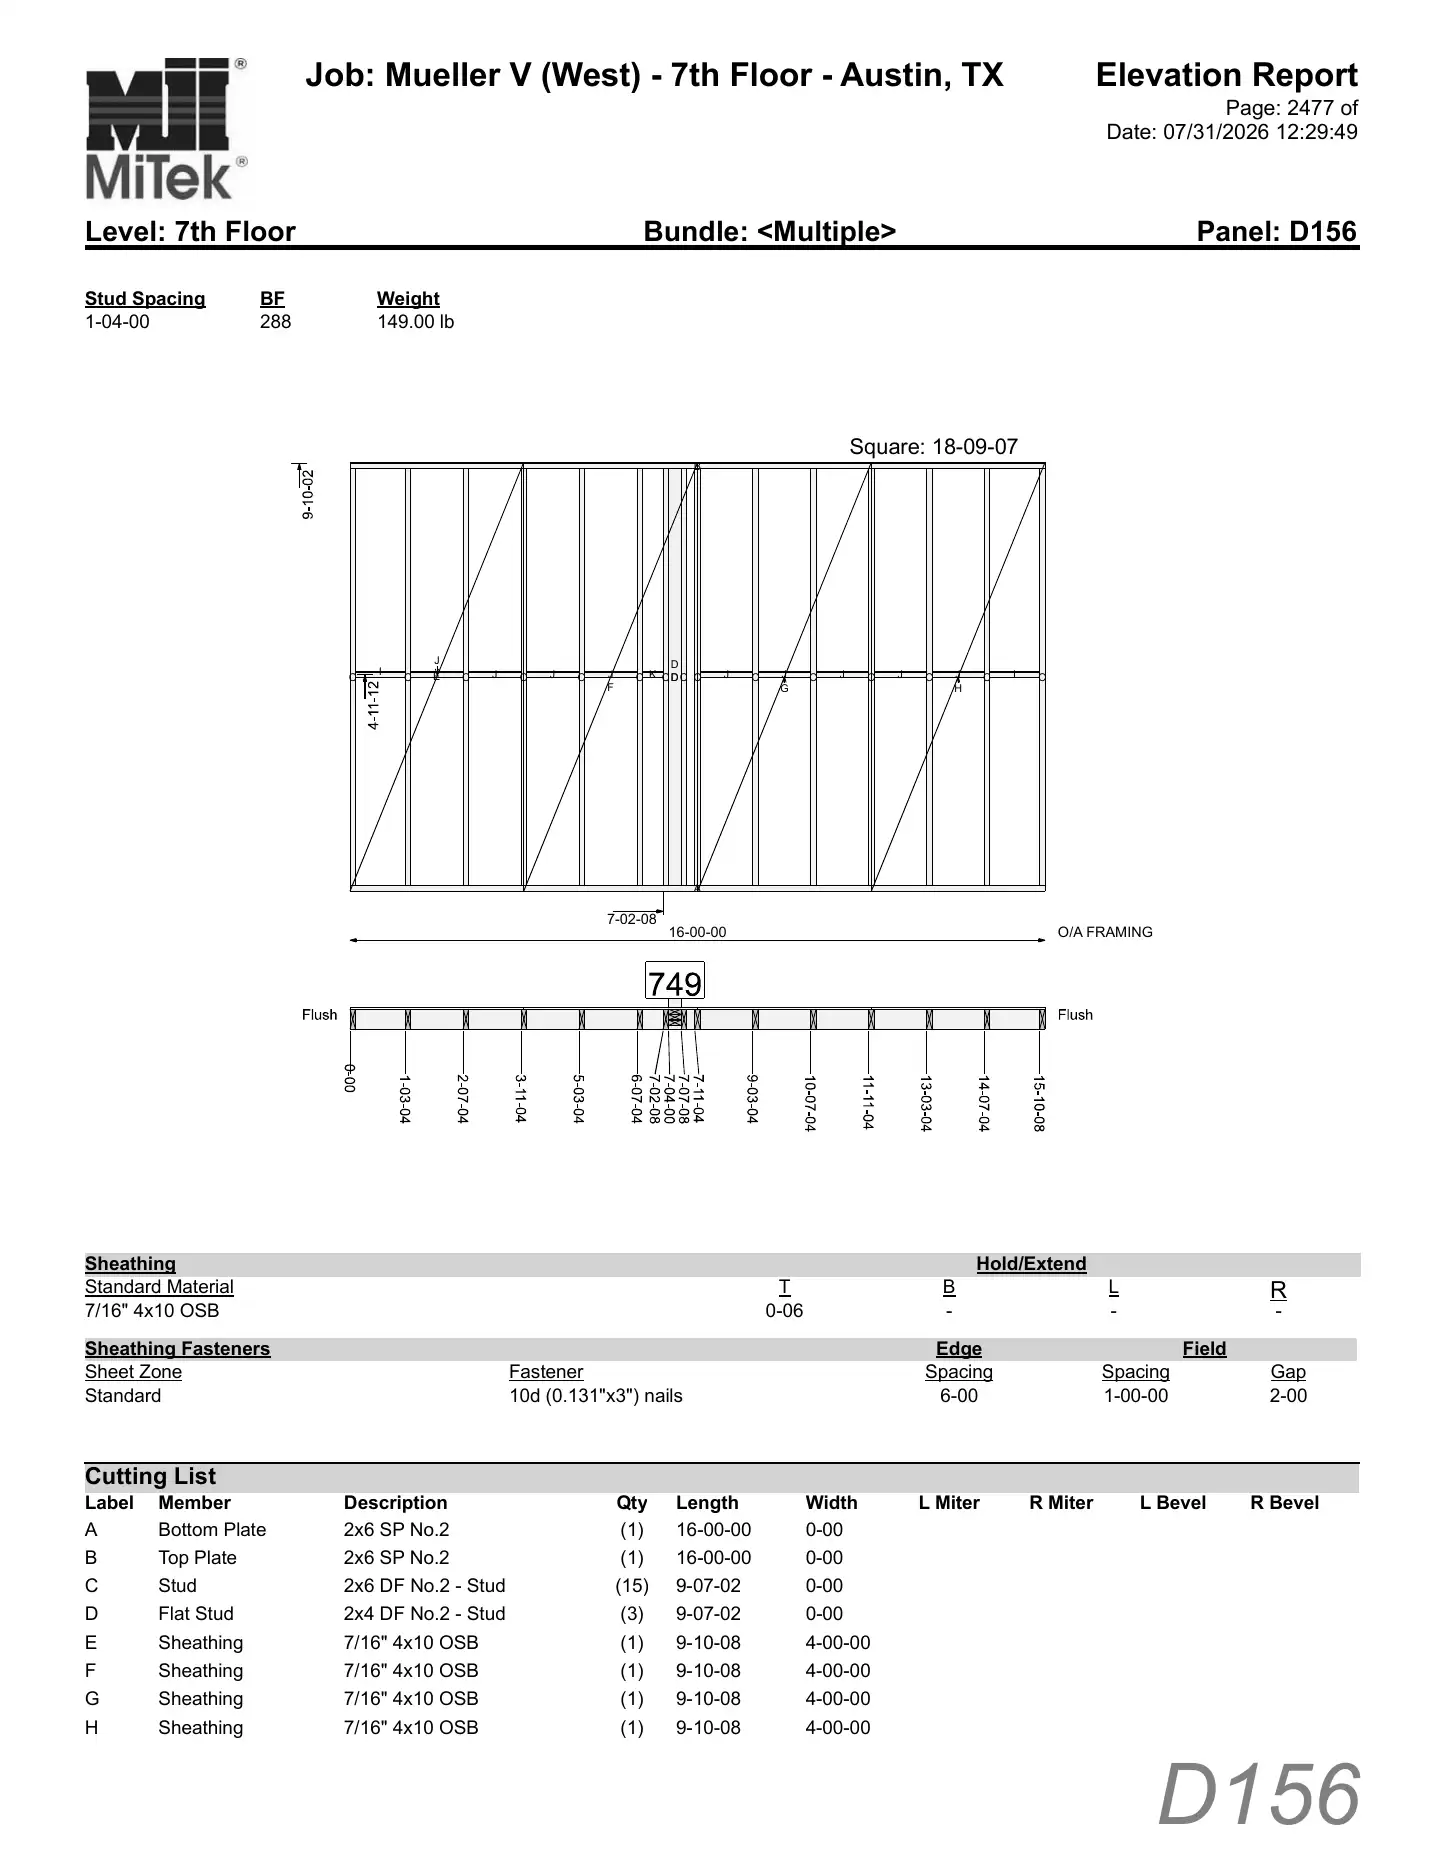 MiTek®
Job: Mueller V (West) - 7th Floor - Austin, TX
Elevation Report
Page: 2477 of
Date: 07/31/2026 12:29:49
Level: 7th Floor Bundle: <Multiple> Panel: D156
Stud Spacing BF Weight
1-04-00 288 149.00 lb
Square: 18-09-07
9-10-02
J
D
J J K D J J J
F G H
4-11-12
7-02-08
16-00-00 O/A FRAMING
749
Flush Flush
0-00 1-03-04 2-07-04 3-11-04 5-03-04 6-07-04 7-02-08 7-04-00 7-07-08 7-11-04 9-03-04 10-07-04 11-11-04 13-03-04 14-07-04 15-10-08
Sheathing Hold/Extend
Standard Material T B L R
7/16" 4x10 OSB 0-06 - - -
Sheathing Fasteners Edge Field
Sheet Zone Fastener Spacing Spacing Gap
Standard 10d (0.131"x3") nails 6-00 1-00-00 2-00
Cutting List
Label Member Description Qty Length Width L Miter R Miter L Bevel R Bevel
A Bottom Plate 2x6 SP No.2 (1) 16-00-00 0-00
B Top Plate 2x6 SP No.2 (1) 16-00-00 0-00
C Stud 2x6 DF No.2 - Stud (15) 9-07-02 0-00
D Flat Stud 2x4 DF No.2 - Stud (3) 9-07-02 0-00
E Sheathing 7/16" 4x10 OSB (1) 9-10-08 4-00-00
F Sheathing 7/16" 4x10 OSB (1) 9-10-08 4-00-00
G Sheathing 7/16" 4x10 OSB (1) 9-10-08 4-00-00
H Sheathing 7/16" 4x10 OSB (1) 9-10-08 4-00-00
D156